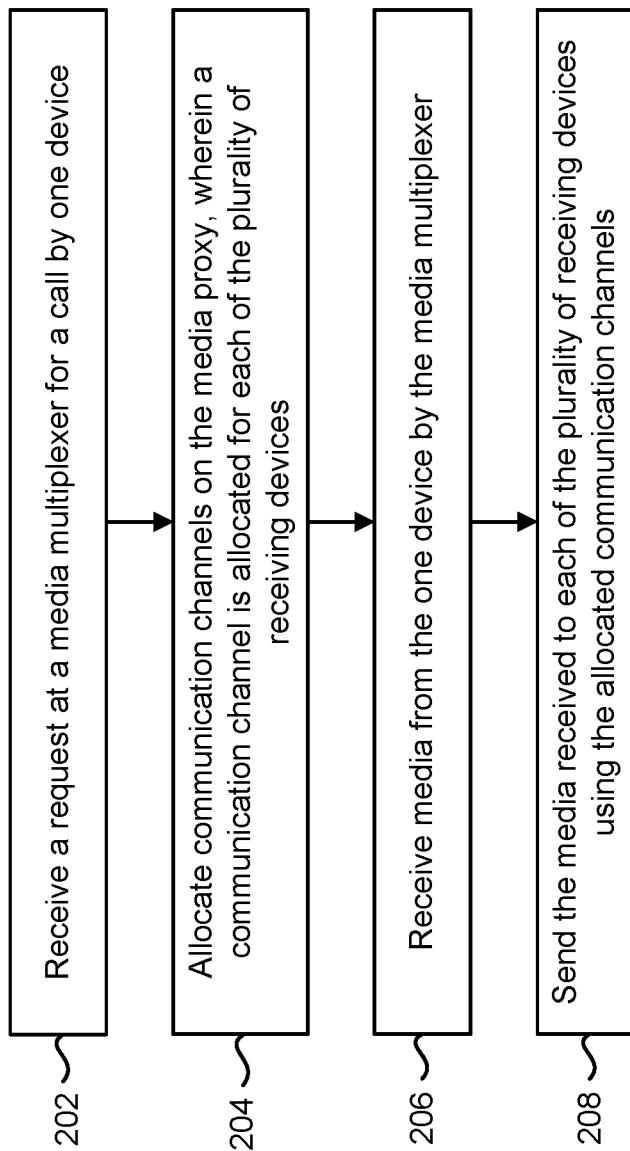 202
Receive a request at a media multiplexer for a call by one device
204
Allocate communication channels on the media proxy, wherein a
communication channel is allocated for each of the plurality of
receiving devices
206
Receive media from the one device by the media multiplexer
208
Send the media received to each of the plurality of receiving devices
using the allocated communication channels